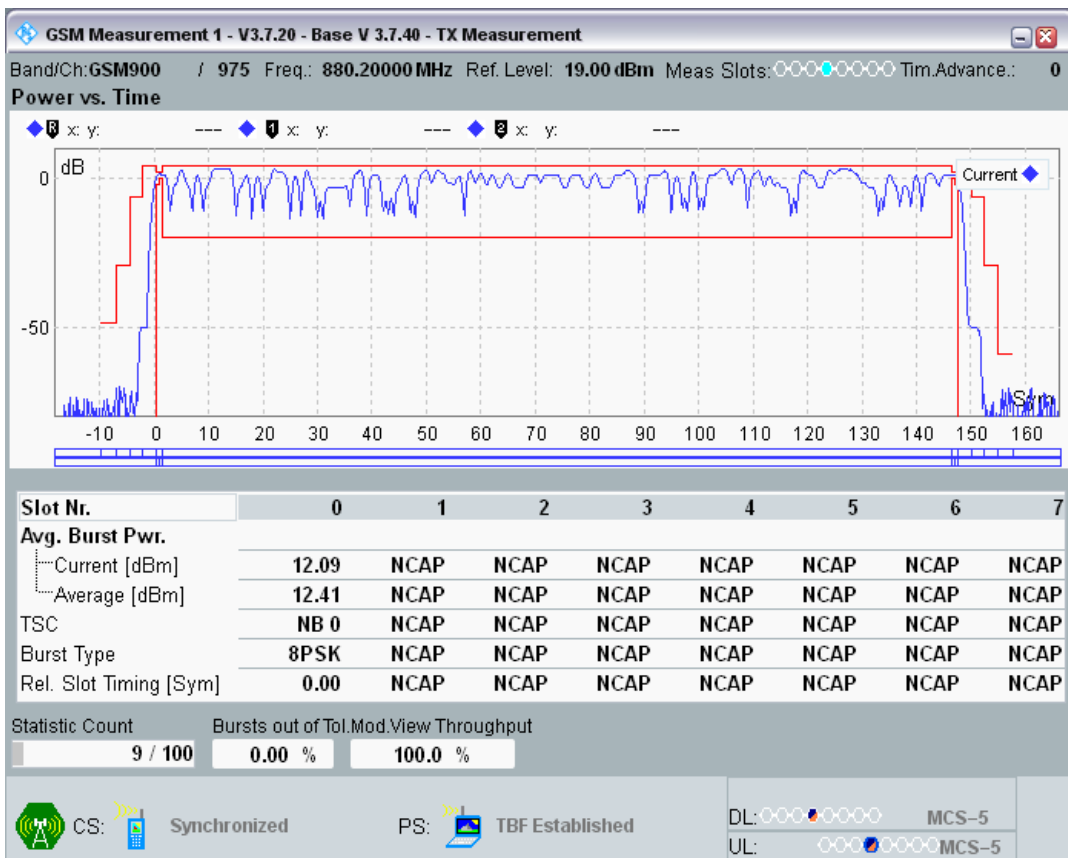 GSM Measurement 1 - V3.7.20 - Base V 3.7.40 - TX Measurement
Band/Ch:GSM900 / 975 Freq.: 880.20000 MHz Ref. Level: 19.00 dBm Meas Slots: Tim.Advance.: 0
Power vs. Time
R x: y: --- 1 x: y: --- 2 x: y: ---
dB
Current
0
-50
Sym
-10 0 10 20 30 40 50 60 70 80 90 100 110 120 130 140 150 160
Slot Nr. 0 1 2 3 4 5 6 7
Avg. Burst Pwr.
Current [dBm] 12.09 NCAP NCAP NCAP NCAP NCAP NCAP NCAP
Average [dBm] 12.41 NCAP NCAP NCAP NCAP NCAP NCAP NCAP
TSC NB 0 NCAP NCAP NCAP NCAP NCAP NCAP NCAP
Burst Type 8PSK NCAP NCAP NCAP NCAP NCAP NCAP NCAP
Rel. Slot Timing [Sym] 0.00 NCAP NCAP NCAP NCAP NCAP NCAP NCAP
Statistic Count Bursts out of Tol. Mod.View Throughput
9 / 100 0.00 % 100.0 %
CS: Synchronized PS: TBF Established
DL: MCS-5
UL: MCS-5